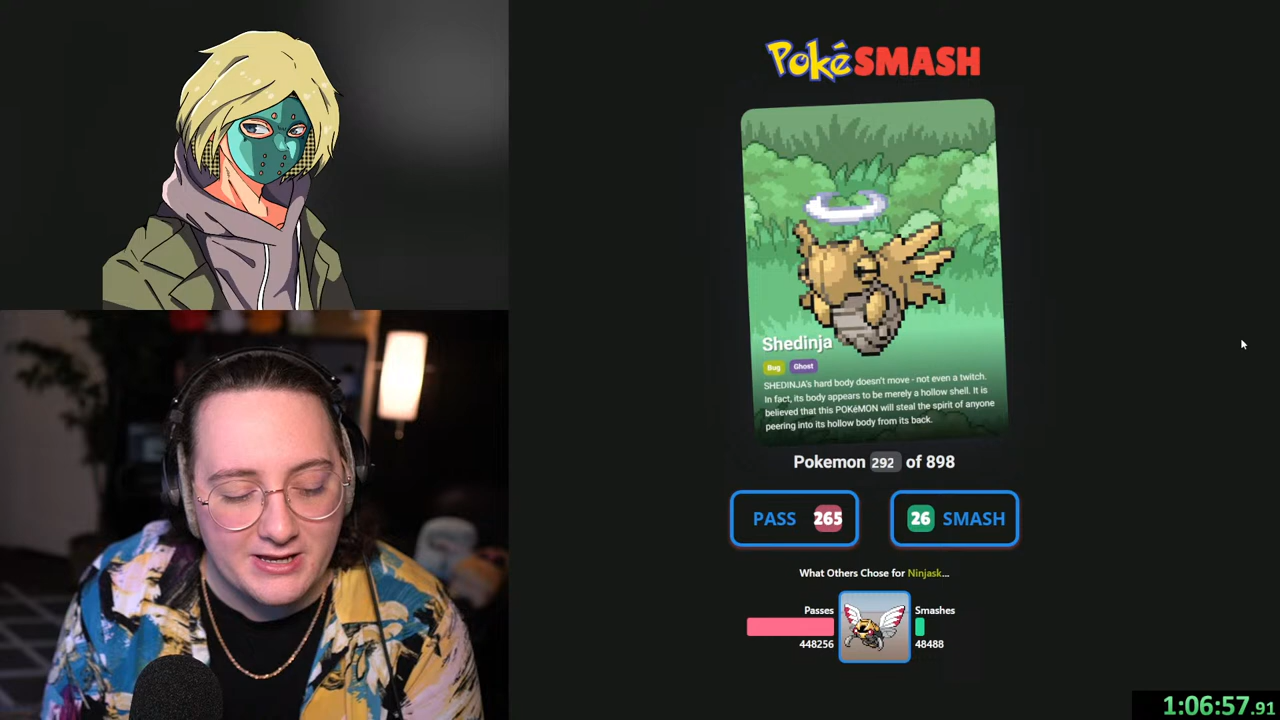 PokéSMASH
Shedinja
Bug Ghost
SHEDINJA's hard body doesn't move - not even a twitch.
In fact, its body appears to be merely a hollow shell. It is
believed that this POKéMON will steal the spirit of anyone
peering into its hollow body from its back.
Pokemon 292 of 898
PASS 265
26 SMASH
What Others Chose for Ninjask...
Passes
448256
Smashes
48488
1:06:57.91